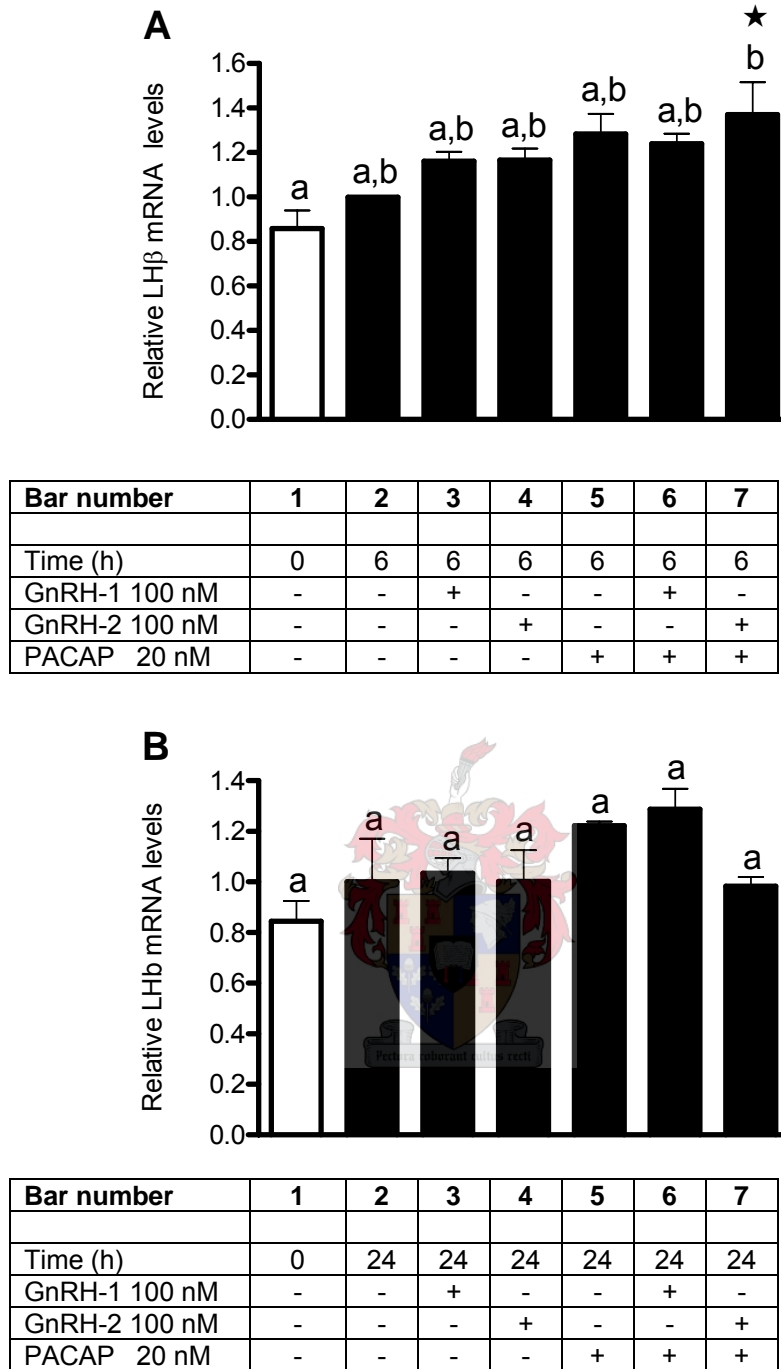 A
★
b
a,b
a,b
a,b
a,b
a,b
a
1.6
1.4
1.2
1.0
0.8
0.6
0.4
0.2
0.0
Relative LHβ mRNA levels
Bar number 1 2 3 4 5 6 7
Time (h) 0 6 6 6 6 6 6
GnRH-1 100 nM - - + - - + -
GnRH-2 100 nM - - - + - - +
PACAP 20 nM - - - - + + +
B
a
a
a
a
a
a
a
1.4
1.2
1.0
0.8
0.6
0.4
0.2
0.0
Relative LHb mRNA levels
Pectora roborant cultus recti
Bar number 1 2 3 4 5 6 7
Time (h) 0 24 24 24 24 24 24
GnRH-1 100 nM - - + - - + -
GnRH-2 100 nM - - - + - - +
PACAP 20 nM - - - - + + +